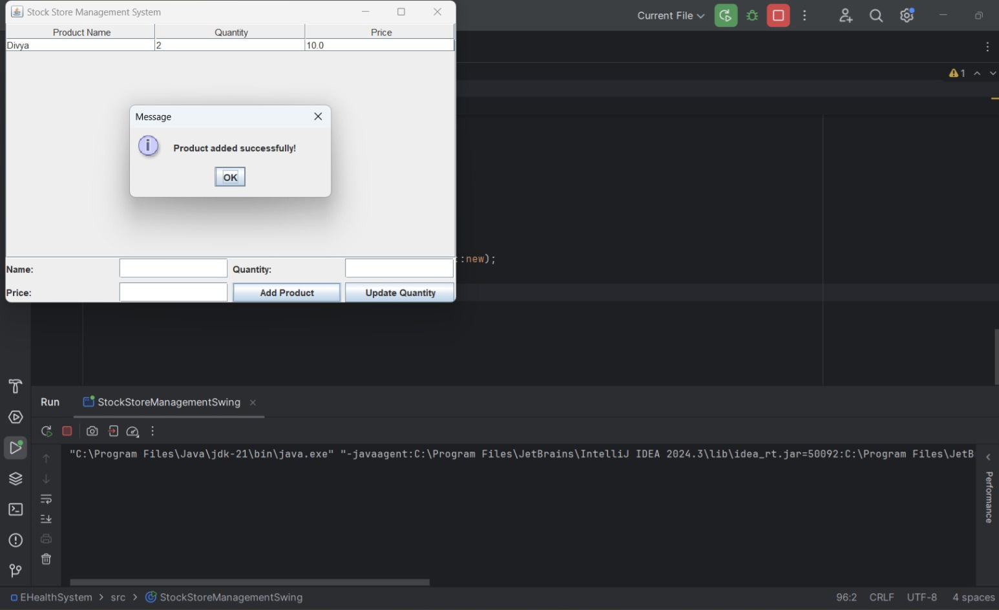 Stock Store Management System
Current File
Product Name Quantity Price
Divya 2 10.0
1
Message
Product added successfully!
OK
::new);
Name: Quantity:
Price: Add Product Update Quantity
Run StockStoreManagementSwing
"C:\Program Files\Java\jdk-21\bin\java.exe" "-javaagent:C:\Program Files\JetBrains\IntelliJ IDEA 2024.3\lib\idea_rt.jar=50092:C:\Program Files\JetB
Performance
EHealthSystem > src > StockStoreManagementSwing 96:2 CRLF UTF-8 4 spaces